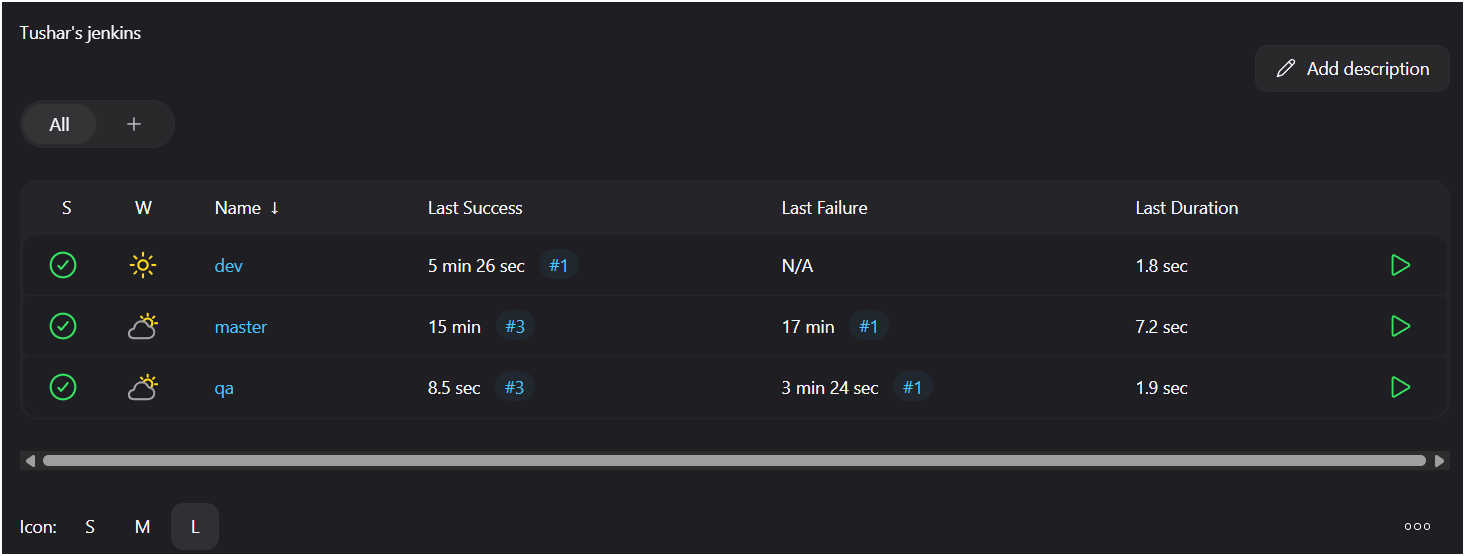 Tushar's jenkins
Add description
All +
S W Name ↓ Last Success Last Failure Last Duration
dev 5 min 26 sec #1 N/A 1.8 sec
master 15 min #3 17 min #1 7.2 sec
qa 8.5 sec #3 3 min 24 sec #1 1.9 sec
Icon: S M L